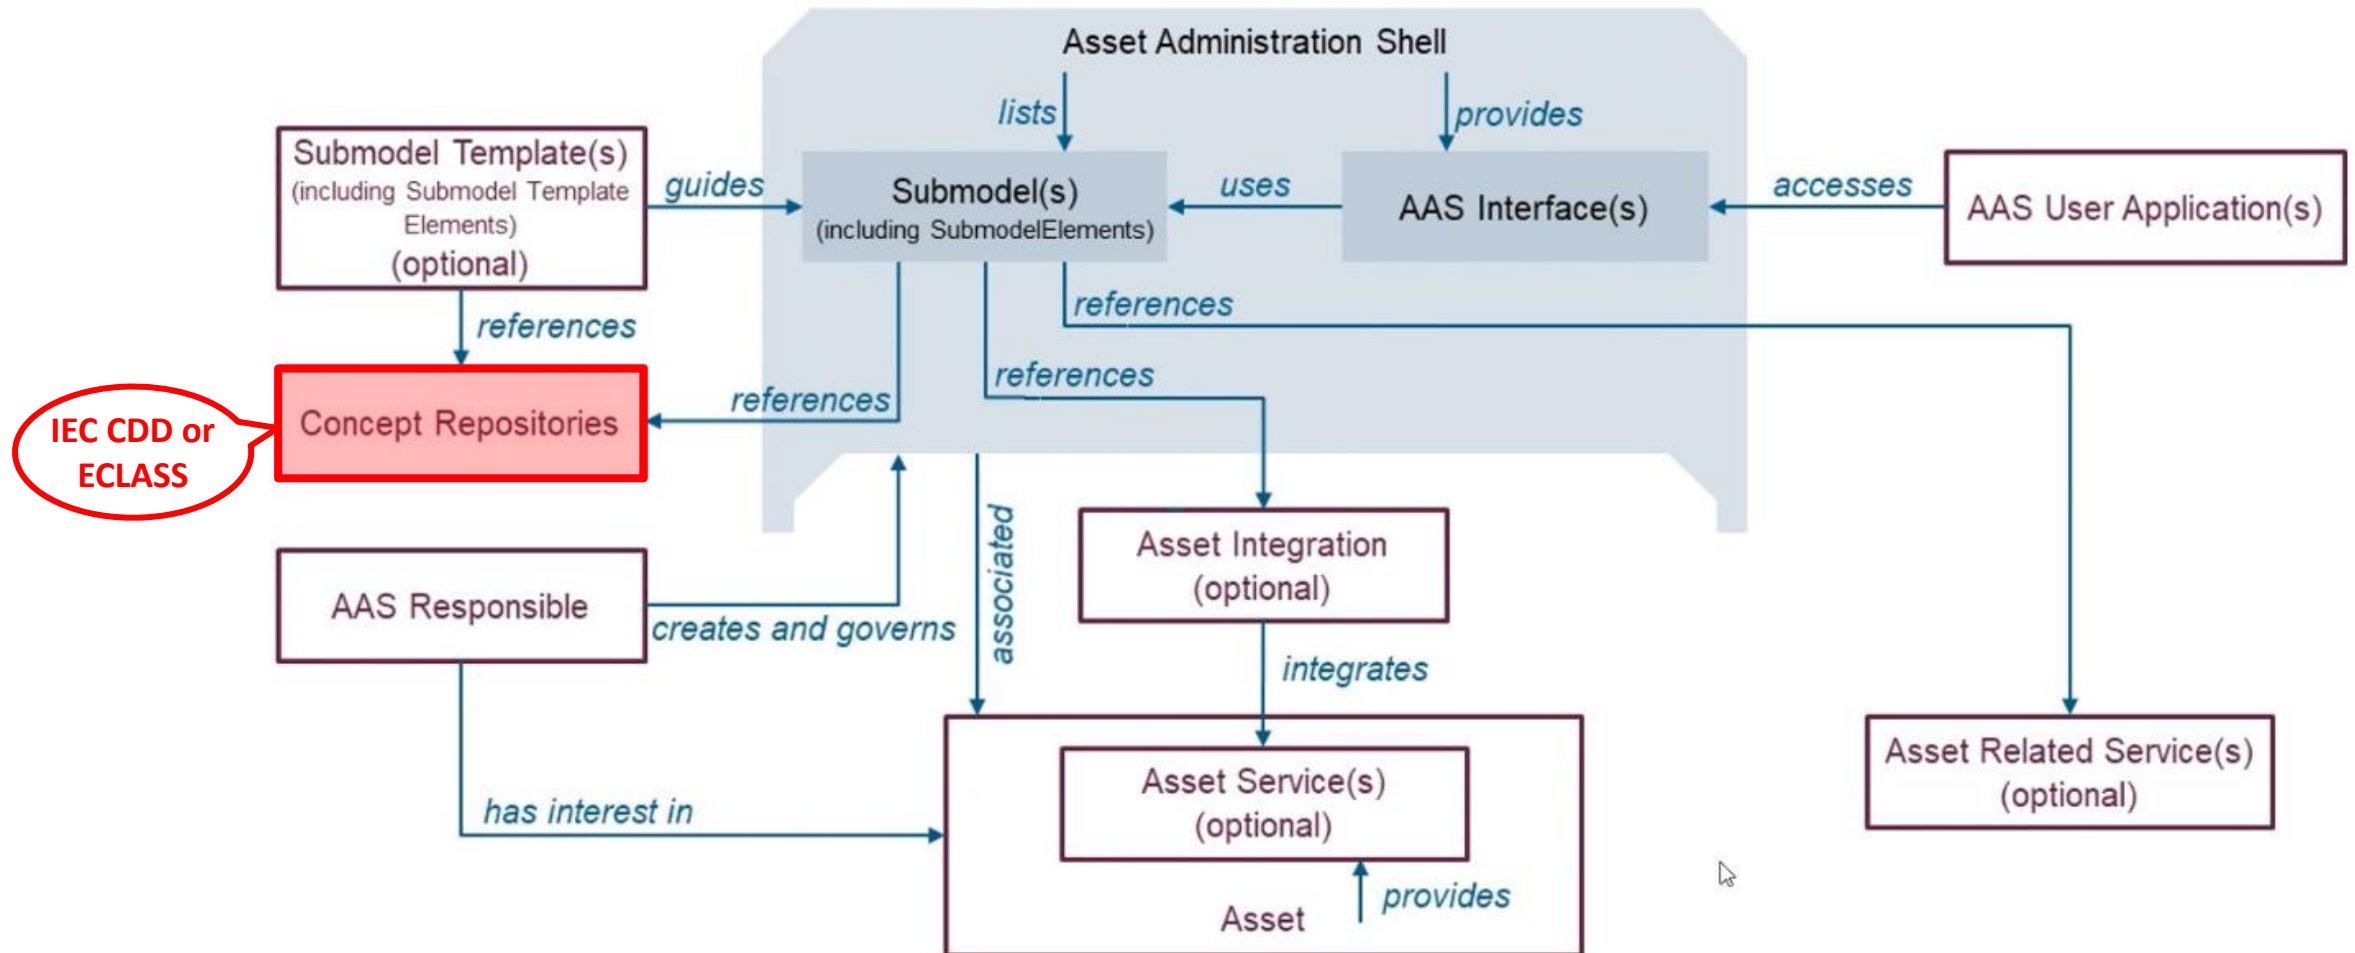 Asset Administration Shell
lists
provides
Submodel Template(s)
(including Submodel Template
Elements)
(optional)
guides
Submodel(s)
(including SubmodelElements)
uses
AAS Interface(s)
accesses
AAS User Application(s)
references
references
references
references
IEC CDD or
ECLASS
Concept Repositories
associated
Asset Integration
(optional)
AAS Responsible
creates and governs
integrates
has interest in
Asset Service(s)
(optional)
provides
Asset
Asset Related Service(s)
(optional)